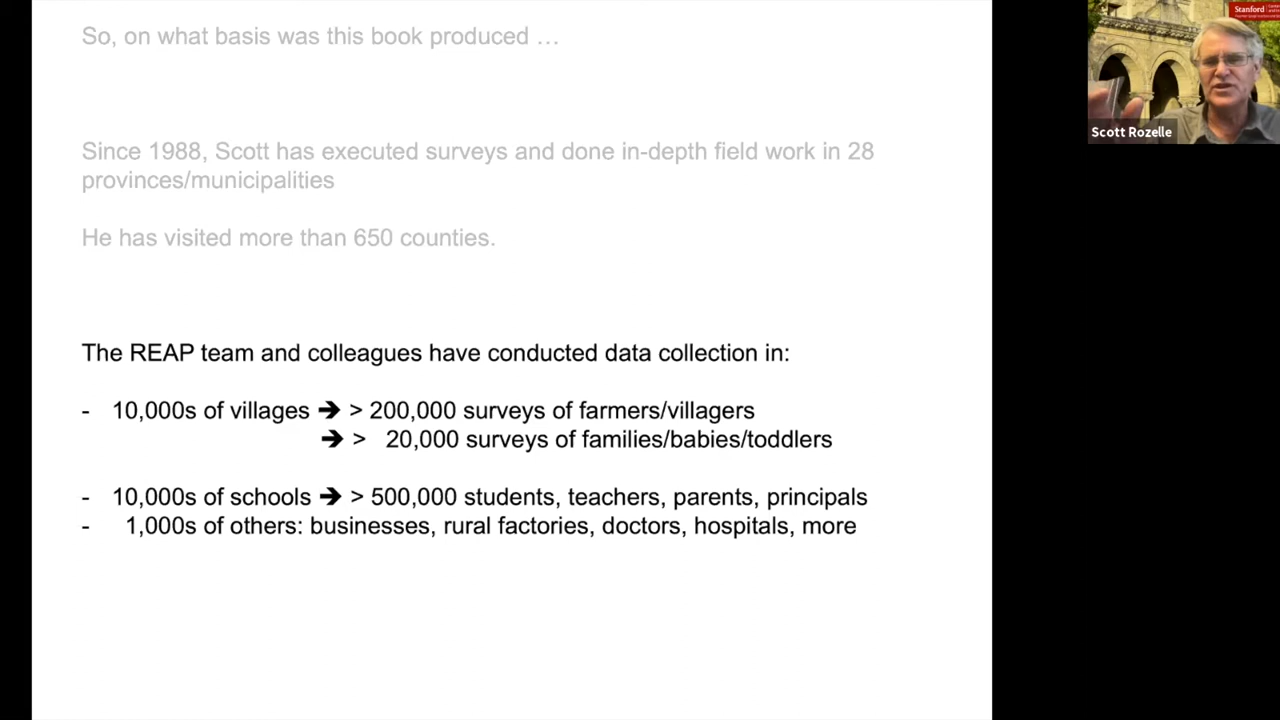 So, on what basis was this book produced …
Stanford
Since 1988, Scott has executed surveys and done in-depth field work in 28
provinces/municipalities
Scott Rozelle
He has visited more than 650 counties.
The REAP team and colleagues have conducted data collection in:
- 10,000s of villages ➔ > 200,000 surveys of farmers/villagers
➔ > 20,000 surveys of families/babies/toddlers
- 10,000s of schools ➔ > 500,000 students, teachers, parents, principals
- 1,000s of others: businesses, rural factories, doctors, hospitals, more